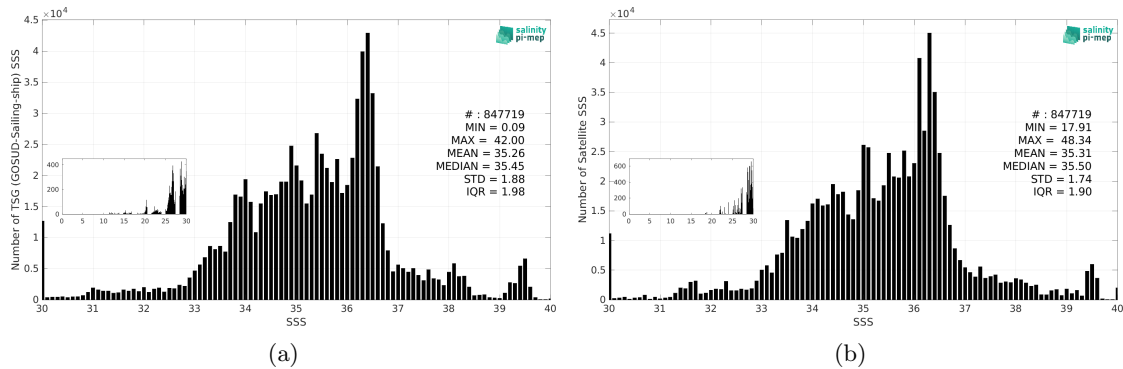 4.5 ×10⁴
4
3.5
3
2.5
2
1.5
1
0.5
0
30 31 32 33 34 35 36 37 38 39 40
SSS
Number of TSG (GOSUD-Sailing-ship) SSS
salinity
pi-mep
# : 847719
MIN = 0.09
MAX = 42.00
MEAN = 35.26
MEDIAN = 35.45
STD = 1.88
IQR = 1.98
400
200
0
0 5 10 15 20 25 30
(a)
×10⁴
4.5
4
3.5
3
2.5
2
1.5
1
0.5
0
30 31 32 33 34 35 36 37 38 39 40
SSS
Number of Satellite SSS
salinity
pi-mep
# : 847719
MIN = 17.91
MAX = 48.34
MEAN = 35.31
MEDIAN = 35.50
STD = 1.74
IQR = 1.90
600
400
200
0
0 5 10 15 20 25 30
(b)